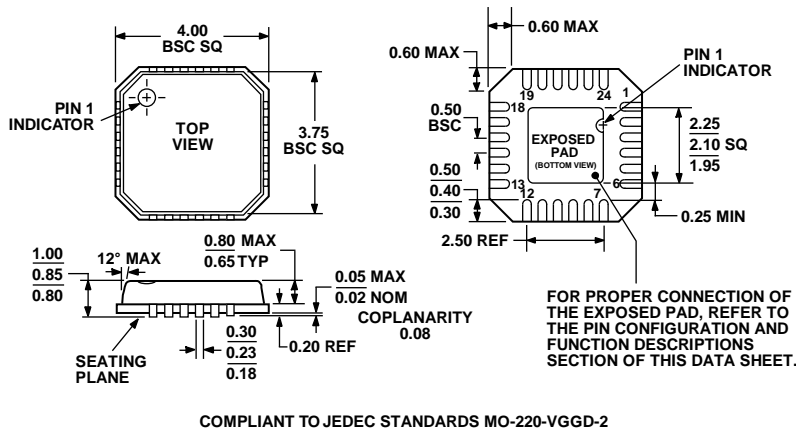 4.00
BSC SQ
PIN 1
INDICATOR
TOP
VIEW
3.75
BSC SQ
0.60 MAX
0.60 MAX
PIN 1
INDICATOR
19
24
1
18
0.50
BSC
EXPOSED
PAD
(BOTTOM VIEW)
2.25
2.10 SQ
1.95
0.50
0.40
0.30
13
12
7
6
0.25 MIN
2.50 REF
1.00
0.85
0.80
12° MAX
0.80 MAX
0.65 TYP
0.05 MAX
0.02 NOM
COPLANARITY
0.08
0.30
0.23
0.18
0.20 REF
SEATING
PLANE
FOR PROPER CONNECTION OF
THE EXPOSED PAD, REFER TO
THE PIN CONFIGURATION AND
FUNCTION DESCRIPTIONS
SECTION OF THIS DATA SHEET.
COMPLIANT TO JEDEC STANDARDS MO-220-VGGD-2